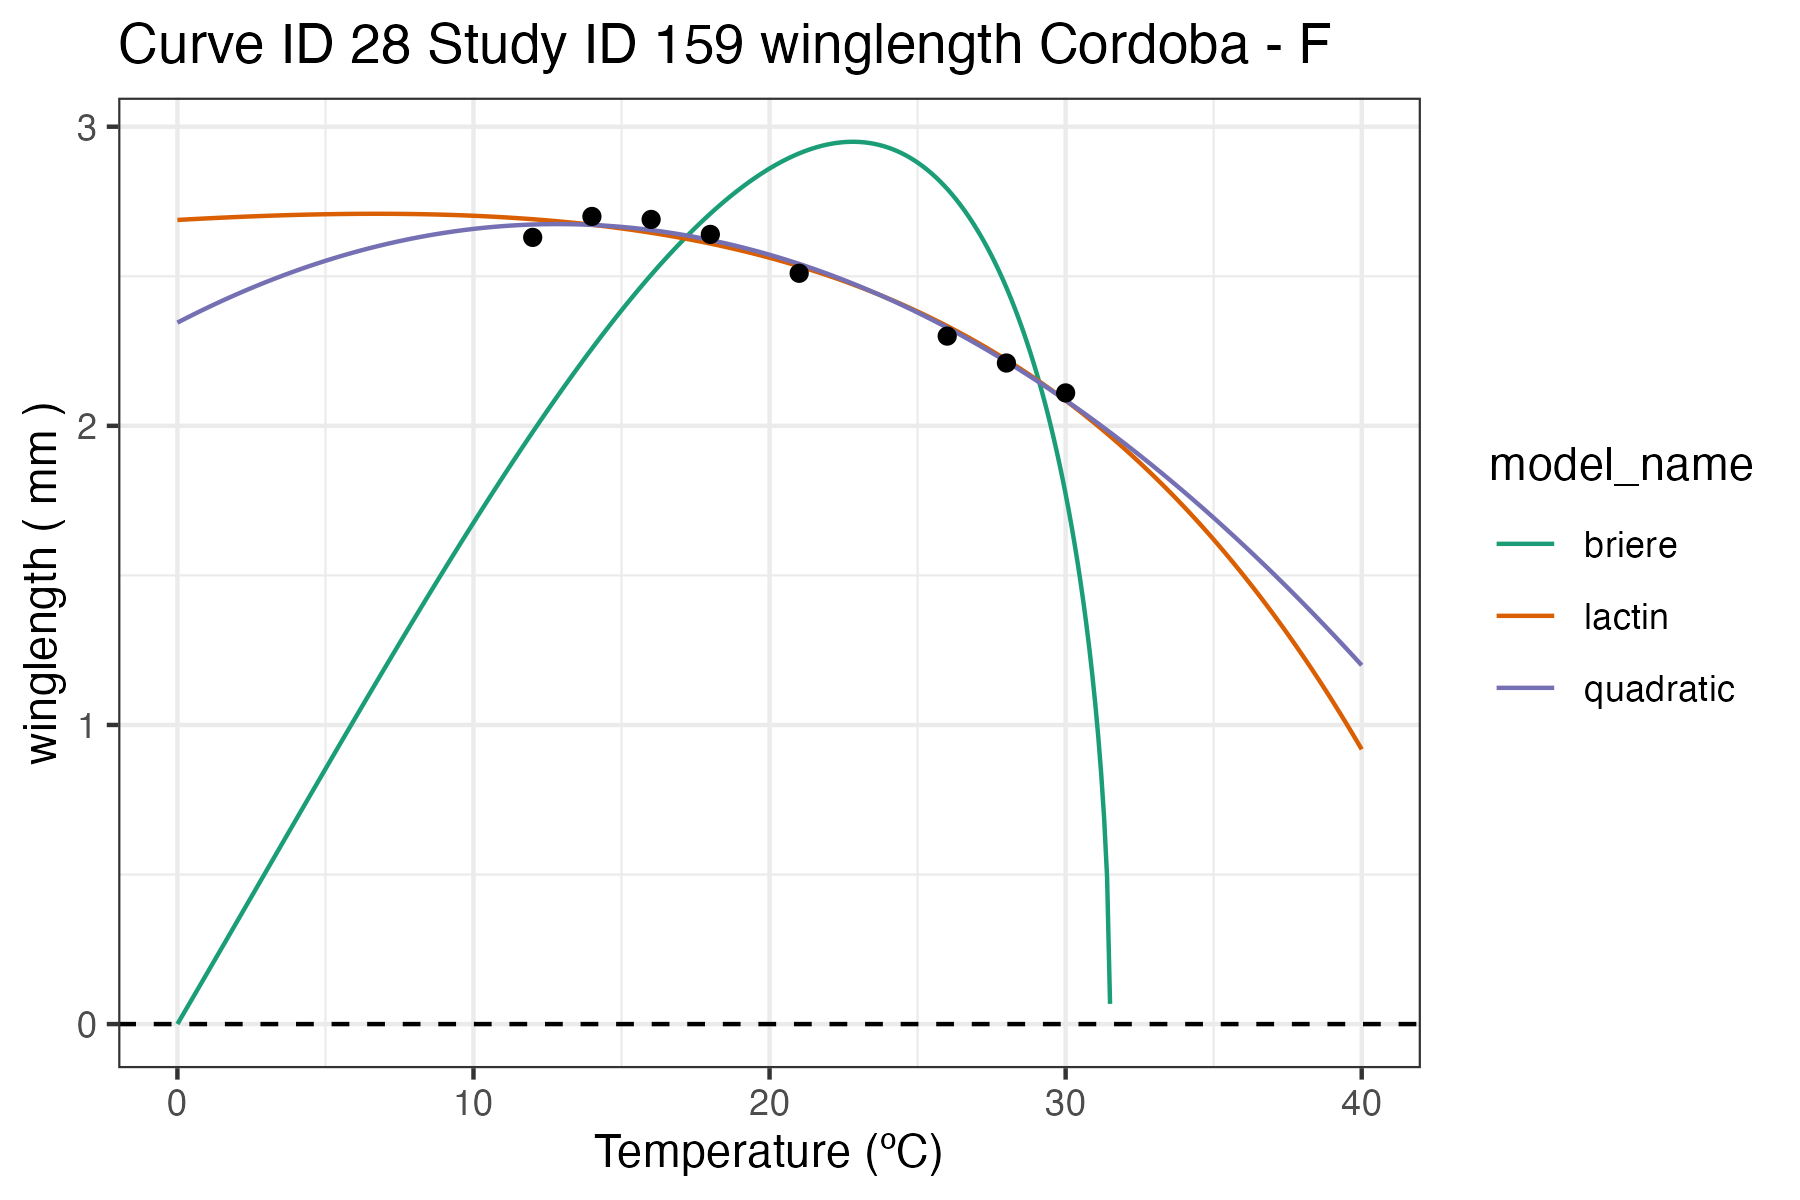 Curve ID 28 Study ID 159 winglength Cordoba - F
winglength ( mm )
3
2
1
0
0 10 20 30 40
Temperature (ºC)
model_name
briere
lactin
quadratic